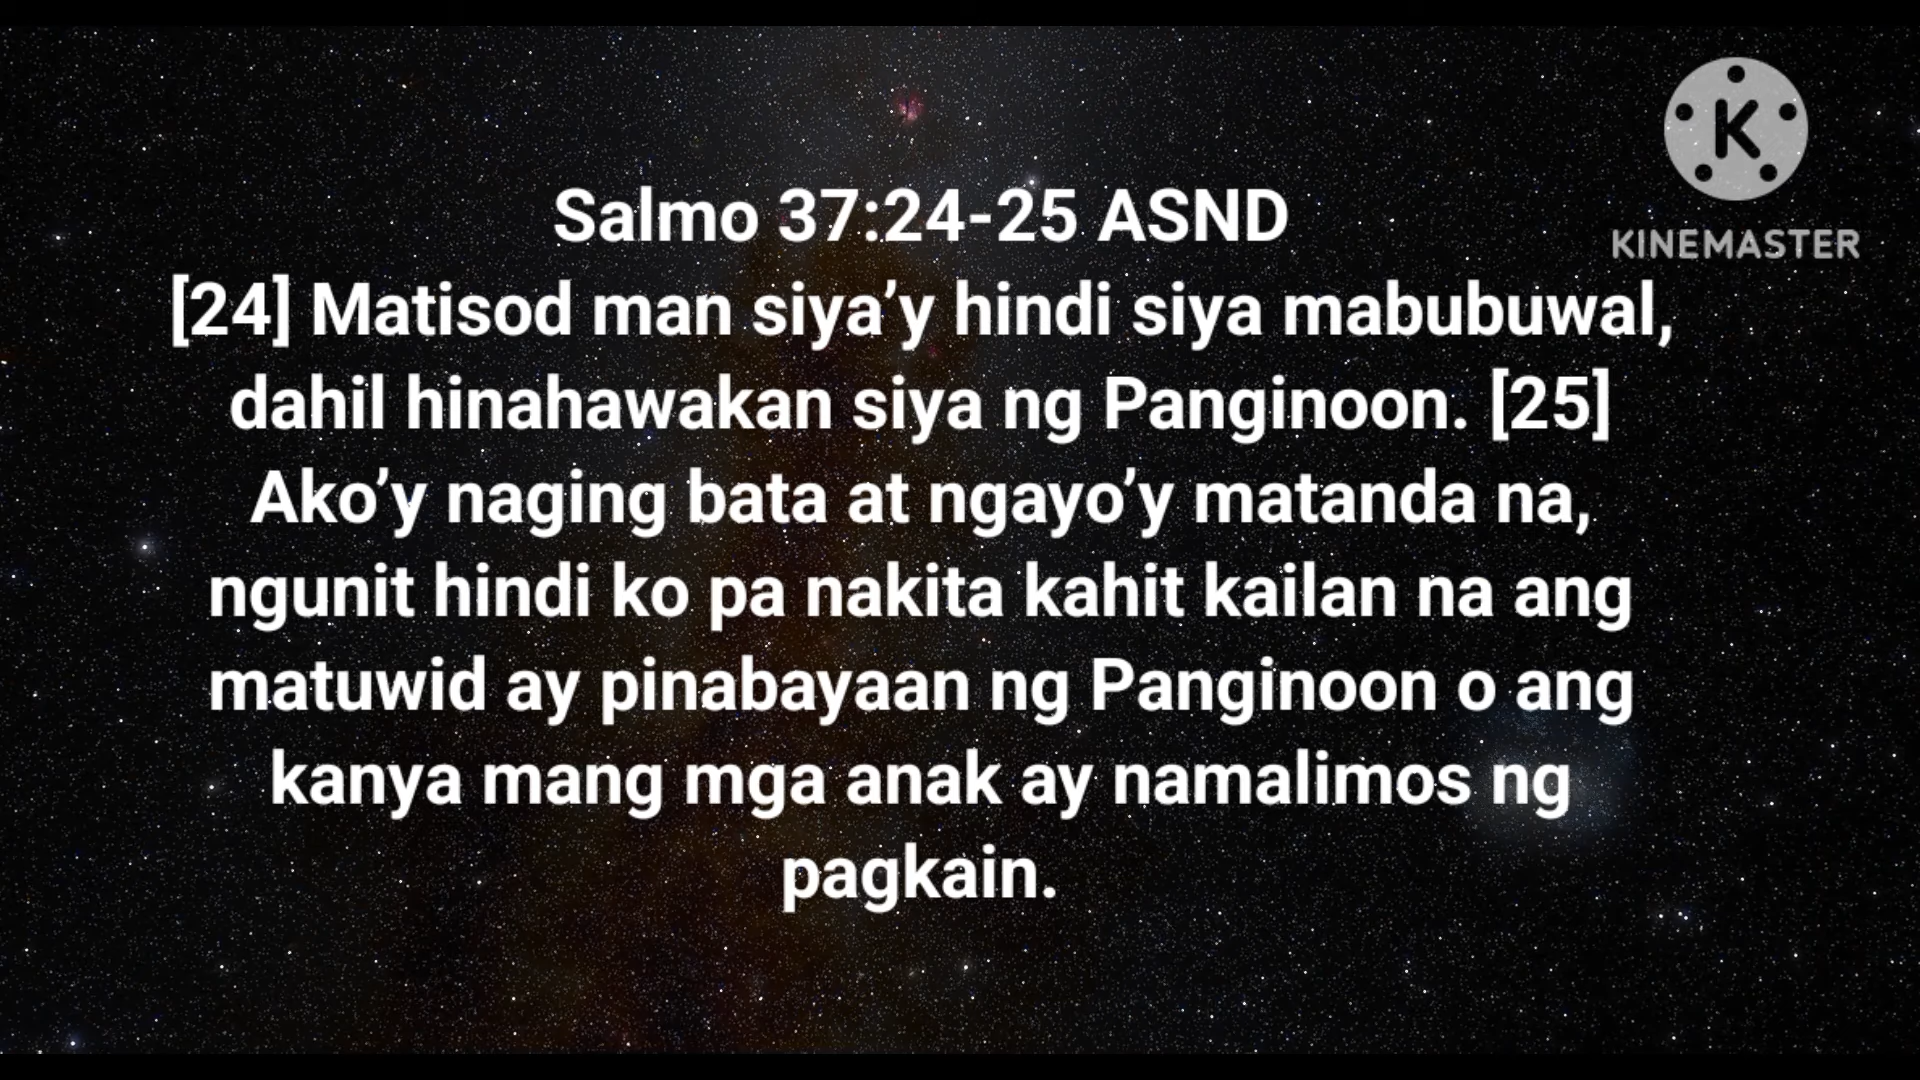 Salmo 37:24-25 ASND
[24] Matisod man siya’y hindi siya mabubuwal,
dahil hinahawakan siya ng Panginoon. [25]
Ako’y naging bata at ngayo’y matanda na,
ngunit hindi ko pa nakita kahit kailan na ang
matuwid ay pinabayaan ng Panginoon o ang
kanya mang mga anak ay namalimos ng
pagkain.
K
KINEMASTER